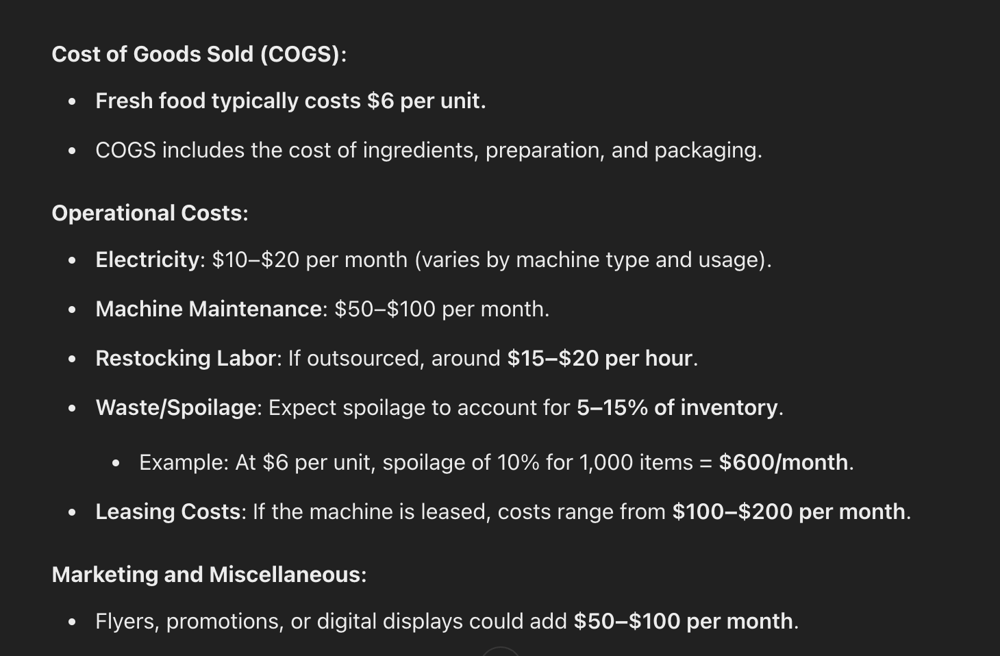 Cost of Goods Sold (COGS):
• Fresh food typically costs $6 per unit.
• COGS includes the cost of ingredients, preparation, and packaging.
Operational Costs:
• Electricity: $10–$20 per month (varies by machine type and usage).
• Machine Maintenance: $50–$100 per month.
• Restocking Labor: If outsourced, around $15–$20 per hour.
• Waste/Spoilage: Expect spoilage to account for 5–15% of inventory.
• Example: At $6 per unit, spoilage of 10% for 1,000 items = $600/month.
• Leasing Costs: If the machine is leased, costs range from $100–$200 per month.
Marketing and Miscellaneous:
• Flyers, promotions, or digital displays could add $50–$100 per month.